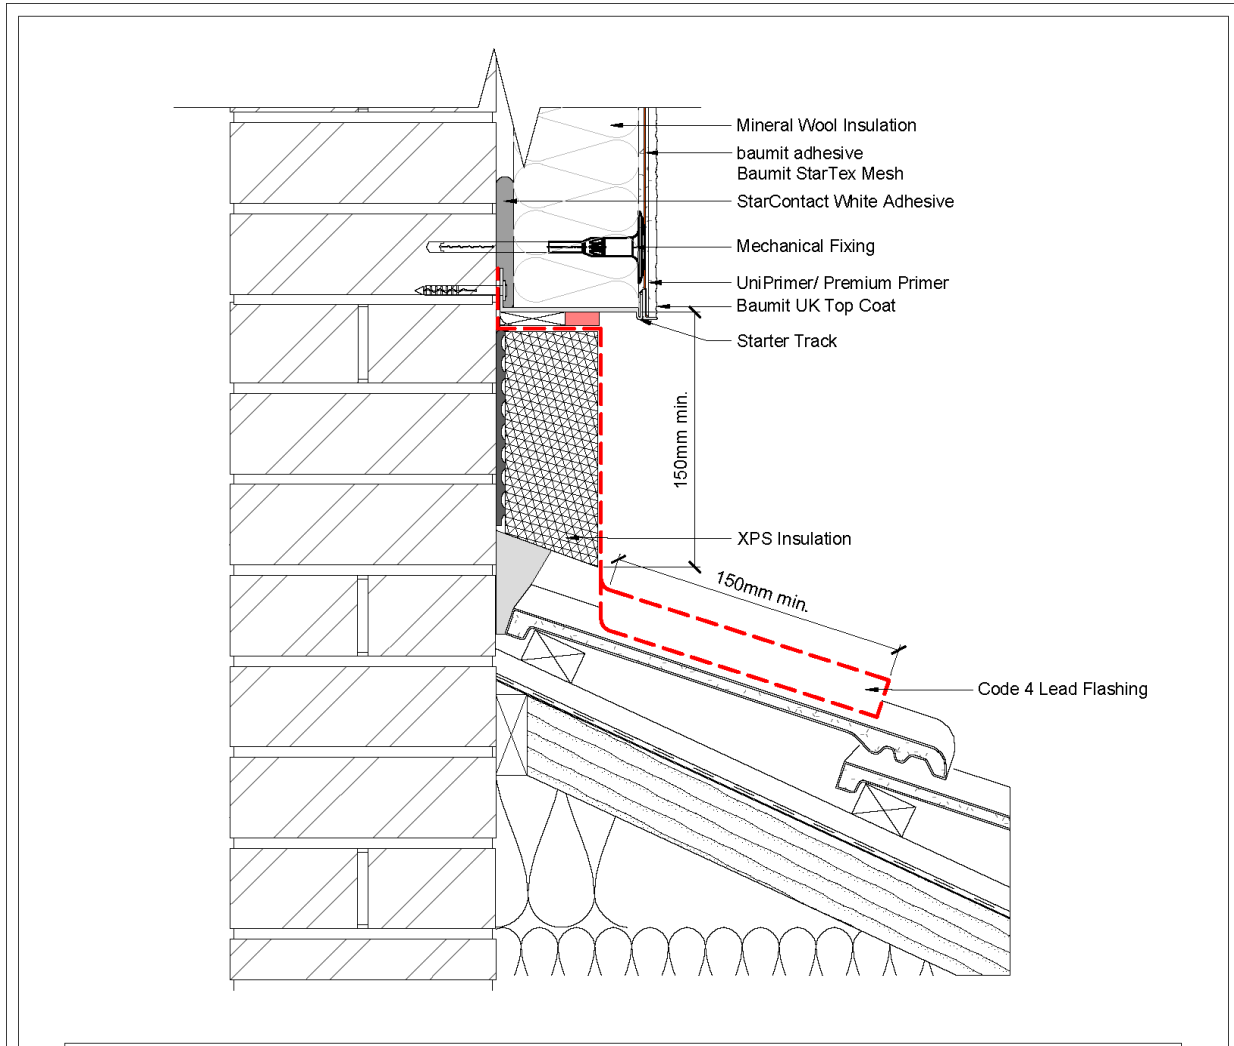 Mineral Wool Insulation
baumit adhesive
Baumit StarTex Mesh
StarContact White Adhesive
Mechanical Fixing
UniPrimer/ Premium Primer
Baumit UK Top Coat
Starter Track
150mm min.
XPS Insulation
150mm min.
Code 4 Lead Flashing